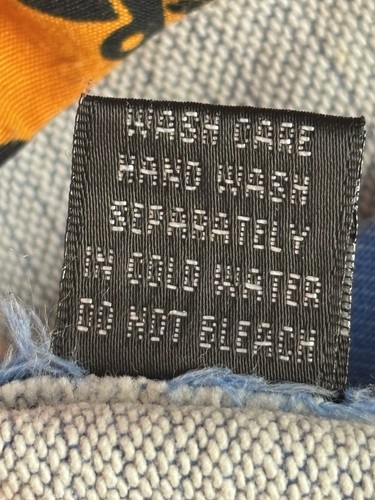 WASH CARE
HAND WASH
SEPARATELY
IN COLD WATER
DO NOT BLEACH